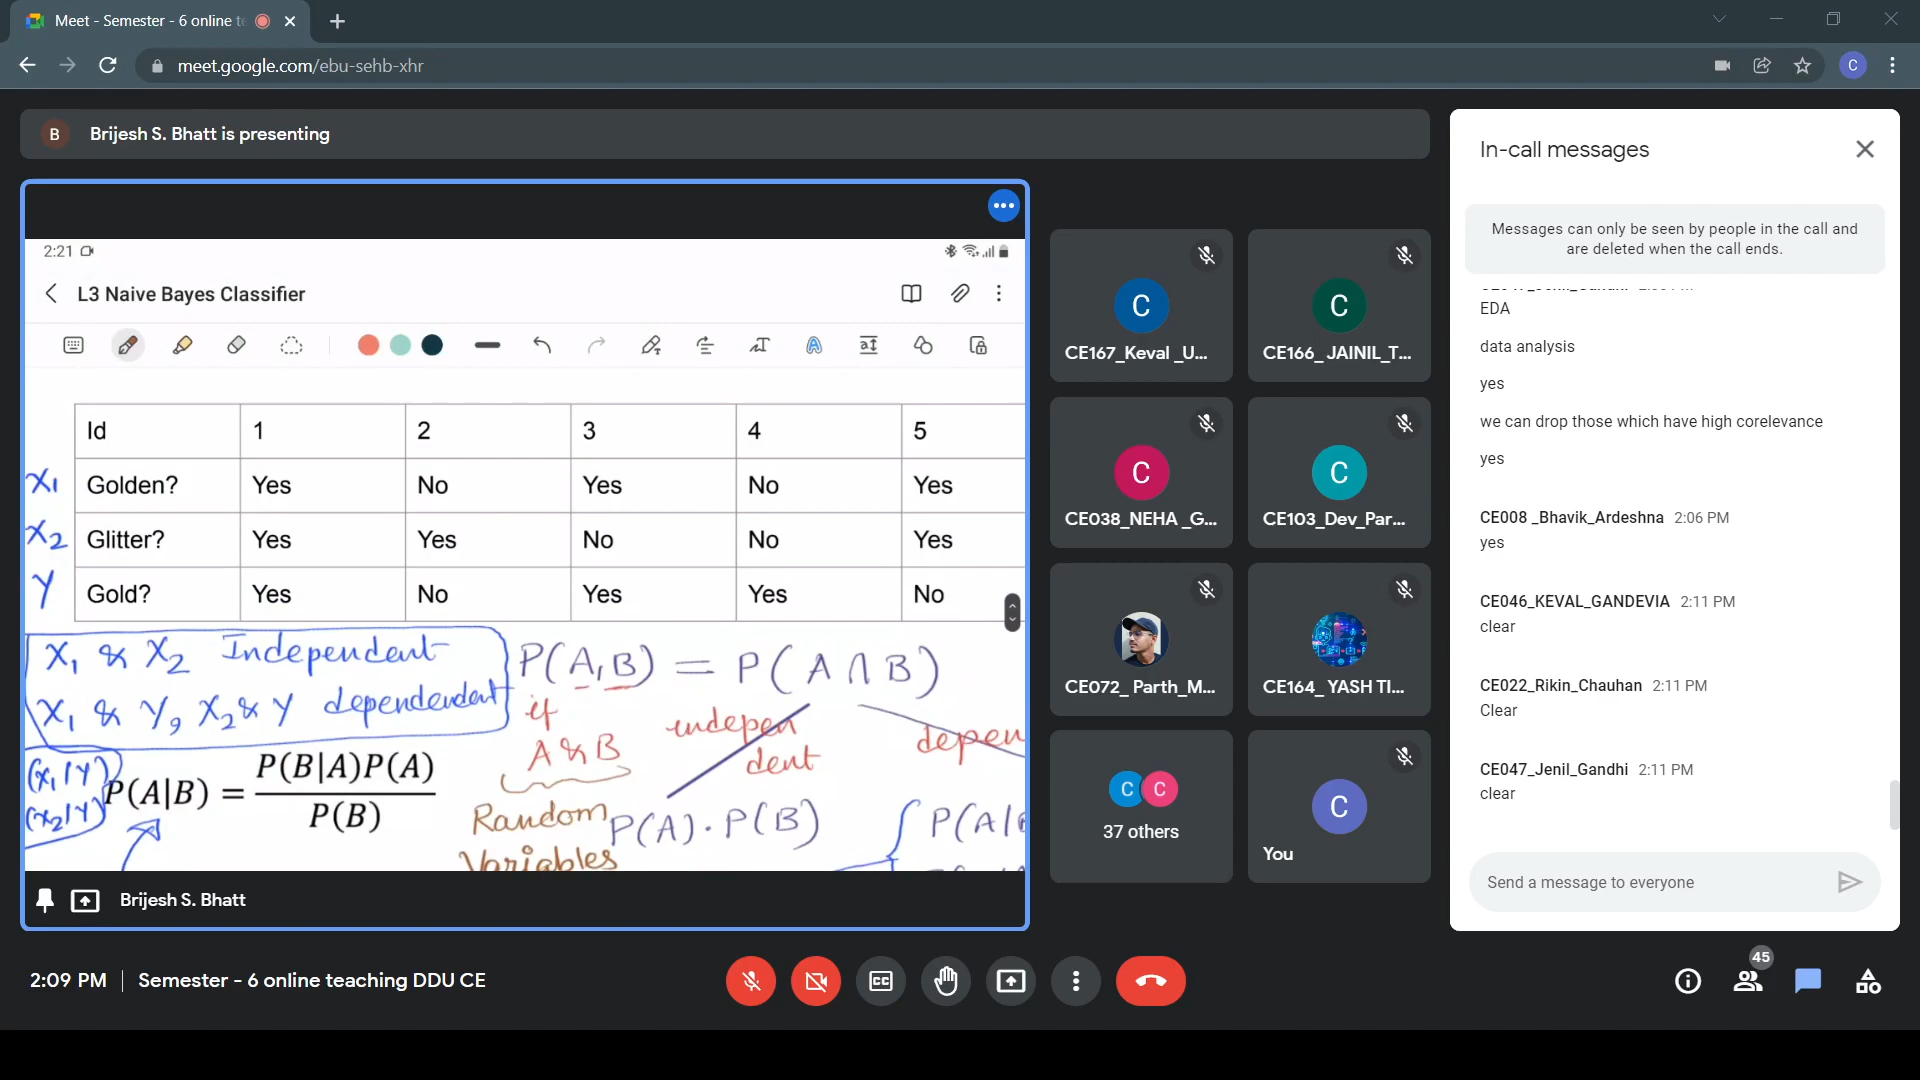 Meet - Semester - 6 online te
meet.google.com/ebu-sehb-xhr
C
B
Brijesh S. Bhatt is presenting
2:21
L3 Naive Bayes Classifier
Id 1 2 3 4 5
X1 Golden? Yes No Yes No Yes
X2 Glitter? Yes Yes No No Yes
Y Gold? Yes No Yes Yes No
X1 & X2 Independent
X1 & Y, X2 & Y dependendent
P(A,B) = P(A∩B)
if
A & B
indepen
dent
depen
(X1/Y)
(X2/Y)
P(A|B) = P(B|A)P(A)
P(B)
Random
Variables
P(A).P(B)
P(A/B
Brijesh S. Bhatt
C
CE167_Keval _U...
C
CE166_ JAINIL_T...
C
CE038_NEHA _G...
C
CE103_Dev_Par...
CE072_ Parth_M...
CE164_ YASH TI...
C C
37 others
C
You
In-call messages
Messages can only be seen by people in the call and
are deleted when the call ends.
EDA
data analysis
yes
we can drop those which have high corelevance
yes
CE008 _Bhavik_Ardeshna 2:06 PM
yes
CE046_KEVAL_GANDEVIA 2:11 PM
clear
CE022_Rikin_Chauhan 2:11 PM
Clear
CE047_Jenil_Gandhi 2:11 PM
clear
Send a message to everyone
2:09 PM | Semester - 6 online teaching DDU CE
CC
45